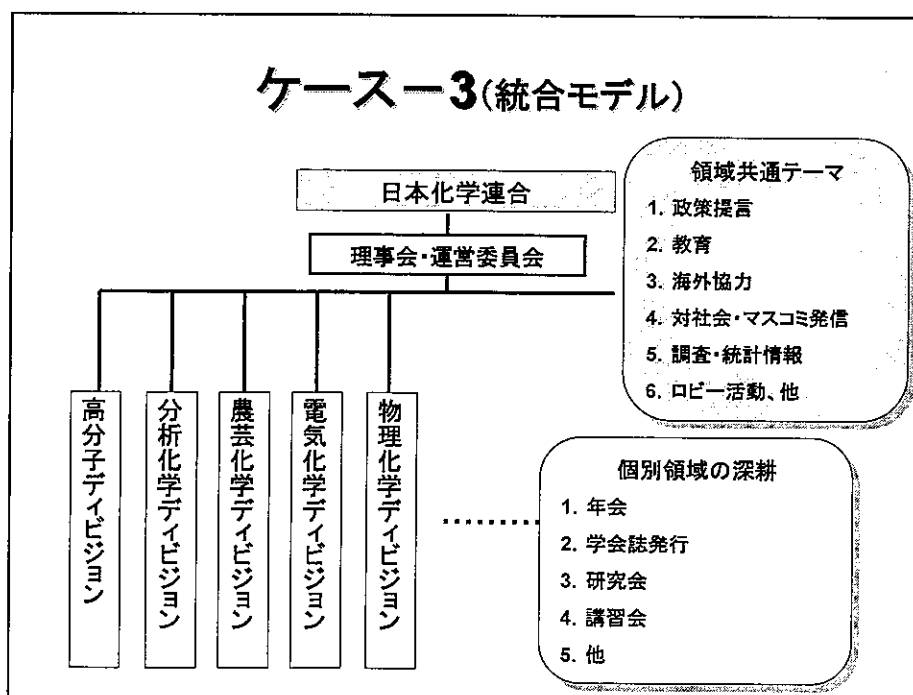 ケースー3(統合モデル)
日本化学連合
理事会・運営委員会
領域共通テーマ
1. 政策提言
2. 教育
3. 海外協力
4. 対社会・マスコミ発信
5. 調査・統計情報
6. ロビー活動、他
高分子ディビジョン
分析化学ディビジョン
農芸化学ディビジョン
電気化学ディビジョン
物理化学ディビジョン
個別領域の深耕
1. 年会
2. 学会誌発行
3. 研究会
4. 講習会
5. 他